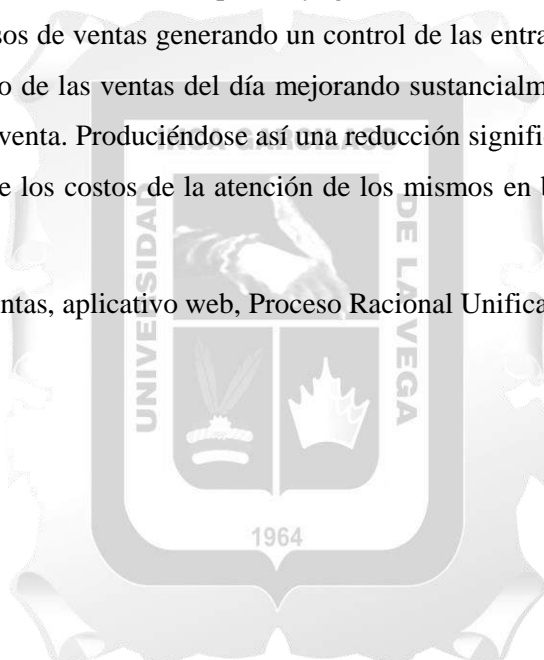 sos de ventas generando un control de las entra
o de las ventas del día mejorando sustancialm
venta. Produciéndose así una reducción signifi
INCA GARCILASO
e los costos de la atención de los mismos en b
UNIVERSIDAD
DE LA VEGA
ntas, aplicativo web, Proceso Racional Unifica
1964